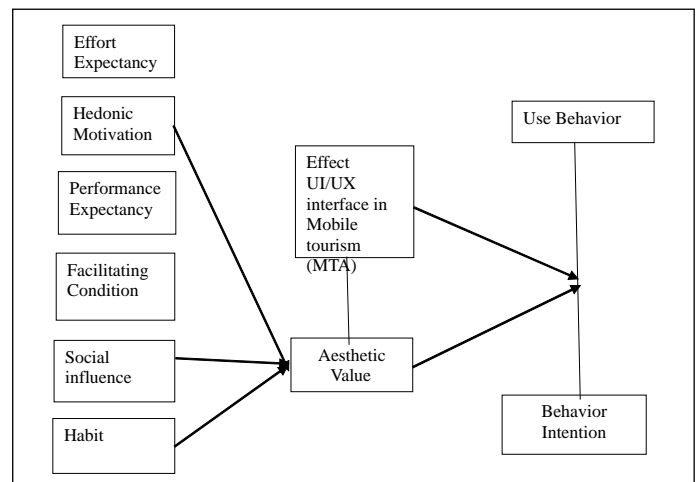 Effort
Expectancy
Hedonic
Motivation
Performance
Expectancy
Facilitating
Condition
Social
influence
Habit
Effect
UI/UX
interface in
Mobile
tourism
(MTA)
Aesthetic
Value
Use Behavior
Behavior
Intention